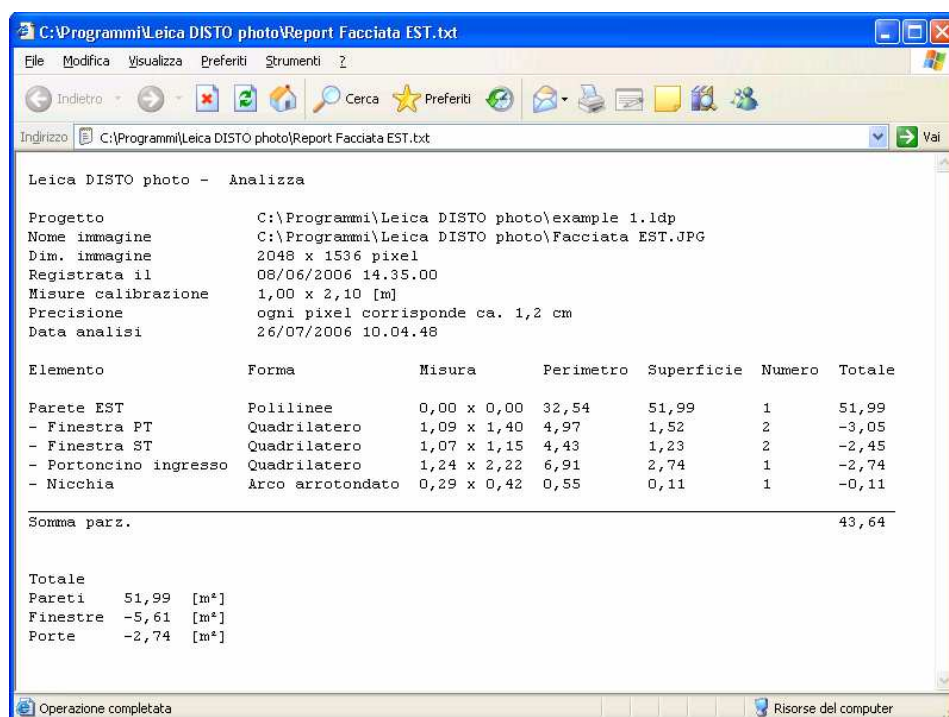 C:\Programmi\Leica DISTO photo\Report Facciata EST.txt
File Modifica Visualizza Preferiti Strumenti ?
Indietro Cerca Preferiti
Indirizzo C:\Programmi\Leica DISTO photo\Report Facciata EST.txt Vai
Leica DISTO photo - Analizza
Progetto C:\Programmi\Leica DISTO photo\example 1.ldp
Nome immagine C:\Programmi\Leica DISTO photo\Facciata EST.JPG
Dim. immagine 2048 x 1536 pixel
Registrata il 08/06/2006 14.35.00
Misure calibrazione 1,00 x 2,10 [m]
Precisione ogni pixel corrisponde ca. 1,2 cm
Data analisi 26/07/2006 10.04.48
Elemento Forma Misura Perimetro Superficie Numero Totale
Parete EST Polilinee 0,00 x 0,00 32,54 51,99 1 51,99
- Finestra PT Quadrilatero 1,09 x 1,40 4,97 1,52 2 -3,05
- Finestra ST Quadrilatero 1,07 x 1,15 4,43 1,23 2 -2,45
- Portoncino ingresso Quadrilatero 1,24 x 2,22 6,91 2,74 1 -2,74
- Nicchia Arco arrotondato 0,29 x 0,42 0,55 0,11 1 -0,11
Somma parz. 43,64
Totale
Pareti 51,99 [m²]
Finestre -5,61 [m²]
Porte -2,74 [m²]
Operazione completata Risorse del computer